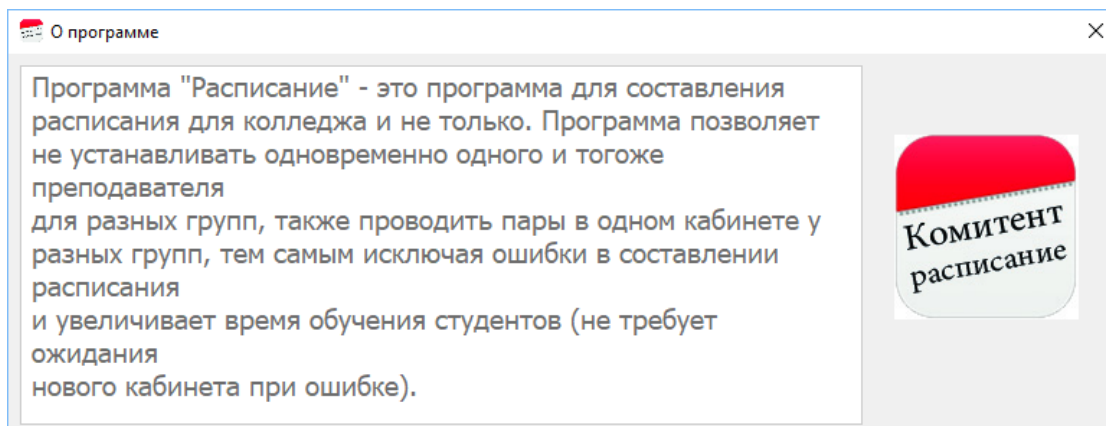 О программе
Программа "Расписание" - это программа для составления
расписания для колледжа и не только. Программа позволяет
не устанавливать одновременно одного и тогоже
преподавателя
для разных групп, также проводить пары в одном кабинете у
разных групп, тем самым исключая ошибки в составлении
расписания
и увеличивает время обучения студентов (не требует
ожидания
нового кабинета при ошибке).
Комитент
расписание